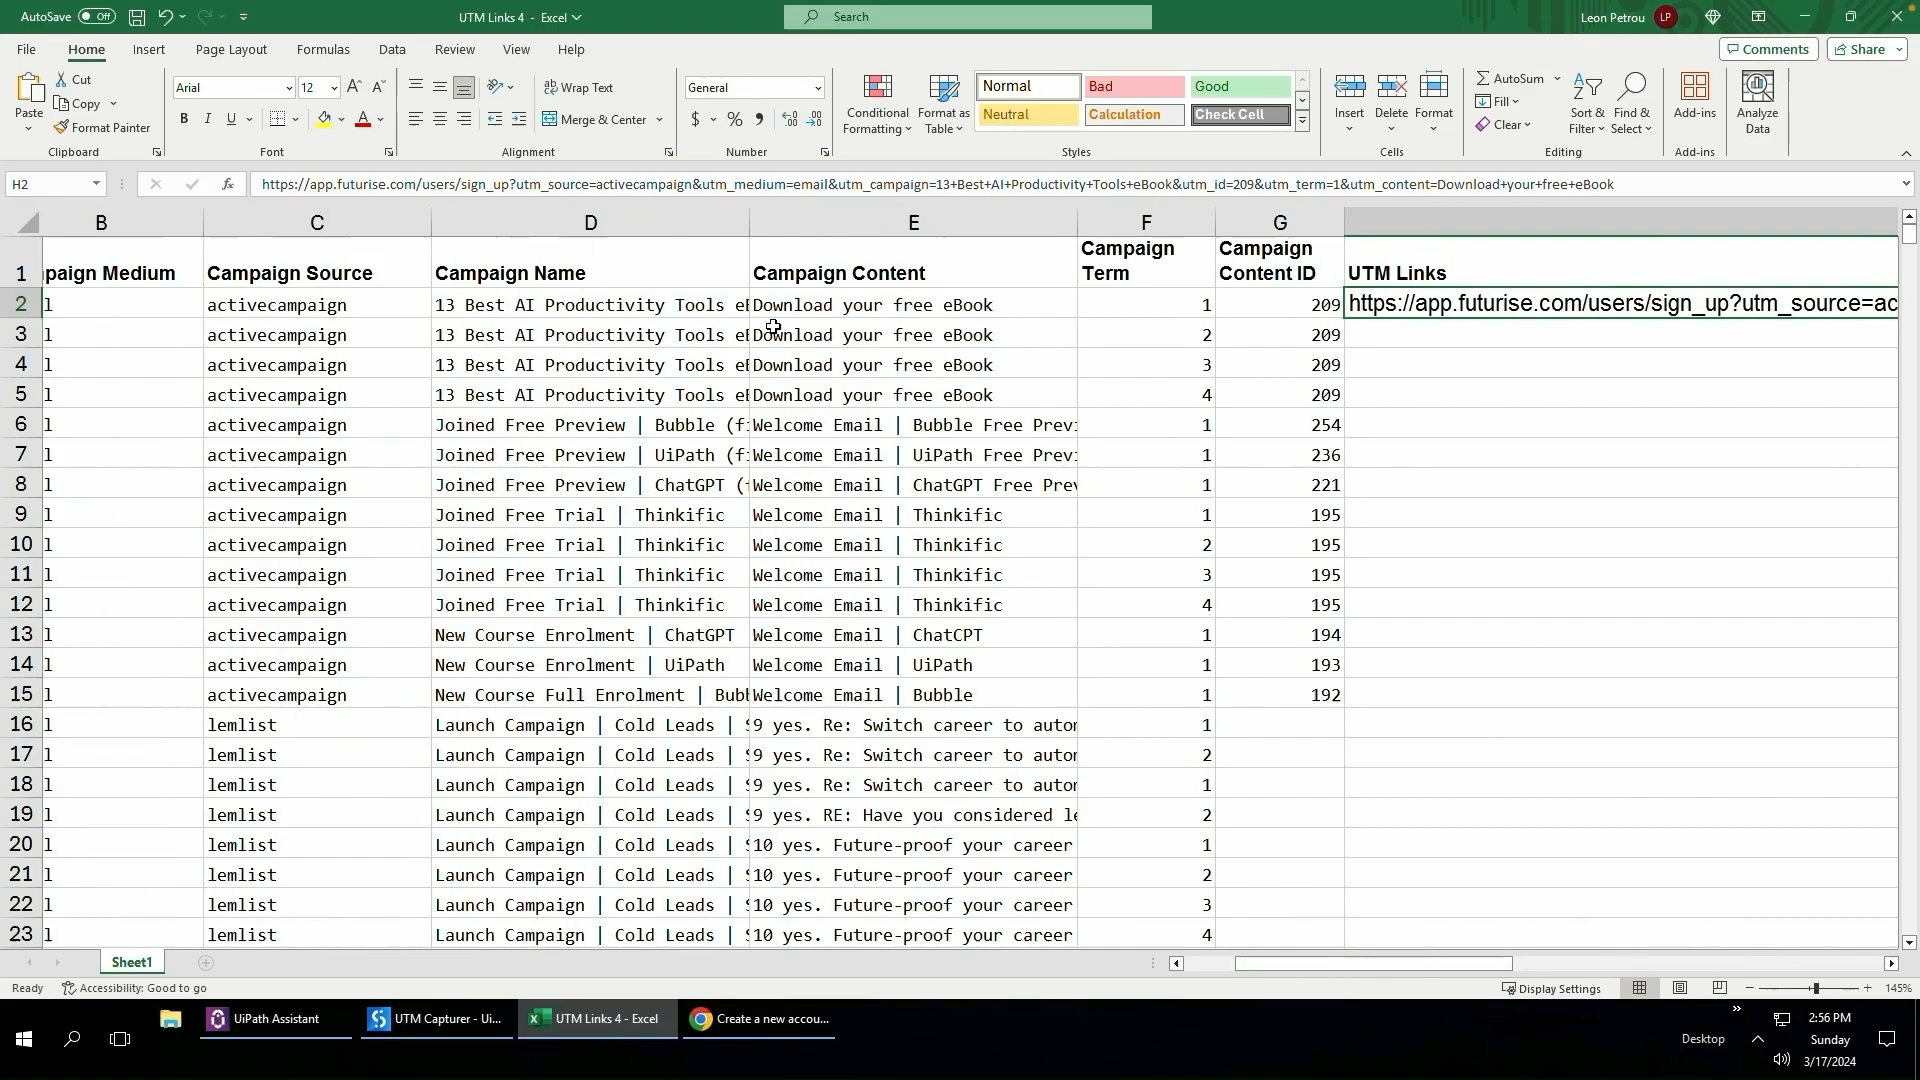 AutoSave Off UTM Links 4 - Excel Search Leon Petrou LP
File Home Insert Page Layout Formulas Data Review View Help Comments Share
Paste Cut Copy Format Painter Clipboard
Arial 12 B I U Font
Wrap Text Merge & Center Alignment
General $ % Number
Conditional Formatting Format as Table Normal Bad Good Neutral Calculation Check Cell Styles
Insert Delete Format Cells
AutoSum Fill Clear Sort & Filter Find & Select Editing
Add-ins Add-ins
Analyze Data
H2 fx https://app.futurise.com/users/sign_up?utm_source=activecampaign&utm_medium=email&utm_campaign=13+Best+AI+Productivity+Tools+eBook&utm_id=209&utm_term=1&utm_content=Download+your+free+eBook
B C D E F G
1 paign Medium Campaign Source Campaign Name Campaign Content Campaign Term Campaign Content ID UTM Links
2 l activecampaign 13 Best AI Productivity Tools eB Download your free eBook 1 209 https://app.futurise.com/users/sign_up?utm_source=ac
3 l activecampaign 13 Best AI Productivity Tools eB Download your free eBook 2 209
4 l activecampaign 13 Best AI Productivity Tools eB Download your free eBook 3 209
5 l activecampaign 13 Best AI Productivity Tools eB Download your free eBook 4 209
6 l activecampaign Joined Free Preview | Bubble (fi Welcome Email | Bubble Free Previ 1 254
7 l activecampaign Joined Free Preview | UiPath (fi Welcome Email | UiPath Free Previ 1 236
8 l activecampaign Joined Free Preview | ChatGPT (f Welcome Email | ChatGPT Free Prev 1 221
9 l activecampaign Joined Free Trial | Thinkific Welcome Email | Thinkific 1 195
10 l activecampaign Joined Free Trial | Thinkific Welcome Email | Thinkific 2 195
11 l activecampaign Joined Free Trial | Thinkific Welcome Email | Thinkific 3 195
12 l activecampaign Joined Free Trial | Thinkific Welcome Email | Thinkific 4 195
13 l activecampaign New Course Enrolment | ChatGPT Welcome Email | ChatCPT 1 194
14 l activecampaign New Course Enrolment | UiPath Welcome Email | UiPath 1 193
15 l activecampaign New Course Full Enrolment | Bubb Welcome Email | Bubble 1 192
16 l lemlist Launch Campaign | Cold Leads | S 9 yes. Re: Switch career to autom 1
17 l lemlist Launch Campaign | Cold Leads | S 9 yes. Re: Switch career to autom 2
18 l lemlist Launch Campaign | Cold Leads | S 9 yes. Re: Switch career to autom 1
19 l lemlist Launch Campaign | Cold Leads | S 9 yes. RE: Have you considered le 2
20 l lemlist Launch Campaign | Cold Leads | S 10 yes. Future-proof your career 1
21 l lemlist Launch Campaign | Cold Leads | S 10 yes. Future-proof your career 2
22 l lemlist Launch Campaign | Cold Leads | S 10 yes. Future-proof your career 3
23 l lemlist Launch Campaign | Cold Leads | S 10 yes. Future-proof your career 4
Sheet1
Ready Accessibility: Good to go Display Settings 145%
UiPath Assistant UTM Capturer - Ui... UTM Links 4 - Excel Create a new accou... Desktop
2:56 PM
Sunday
3/17/2024